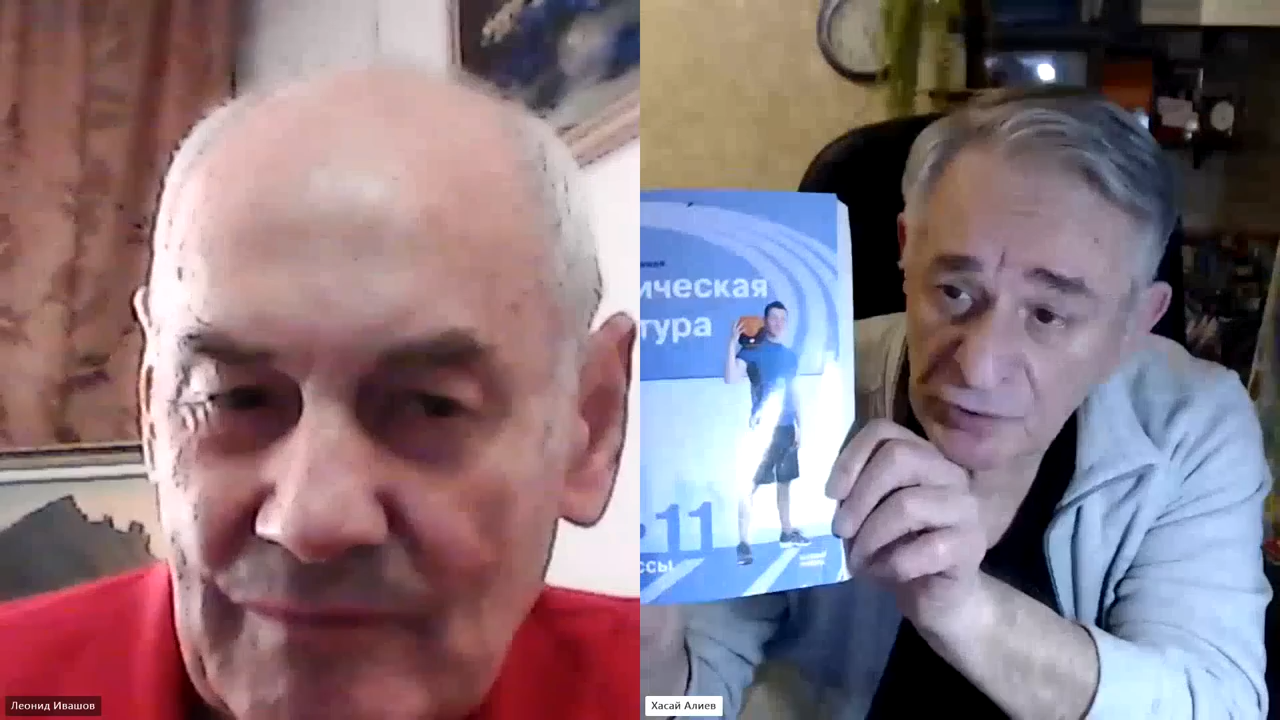 ическая
тура
11
ссы
Леонид Ивашов
Хасай Алиев